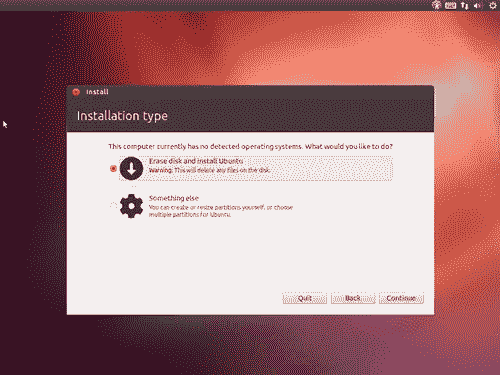 Install
Installation type
This computer currently has no detected operating systems. What would you like to do?
Erase disk and install Ubuntu
Warning: This will delete any files on the disk.
Something else
You can create or resize partitions yourself, or choose
multiple partitions for Ubuntu.
Quit Back Continue